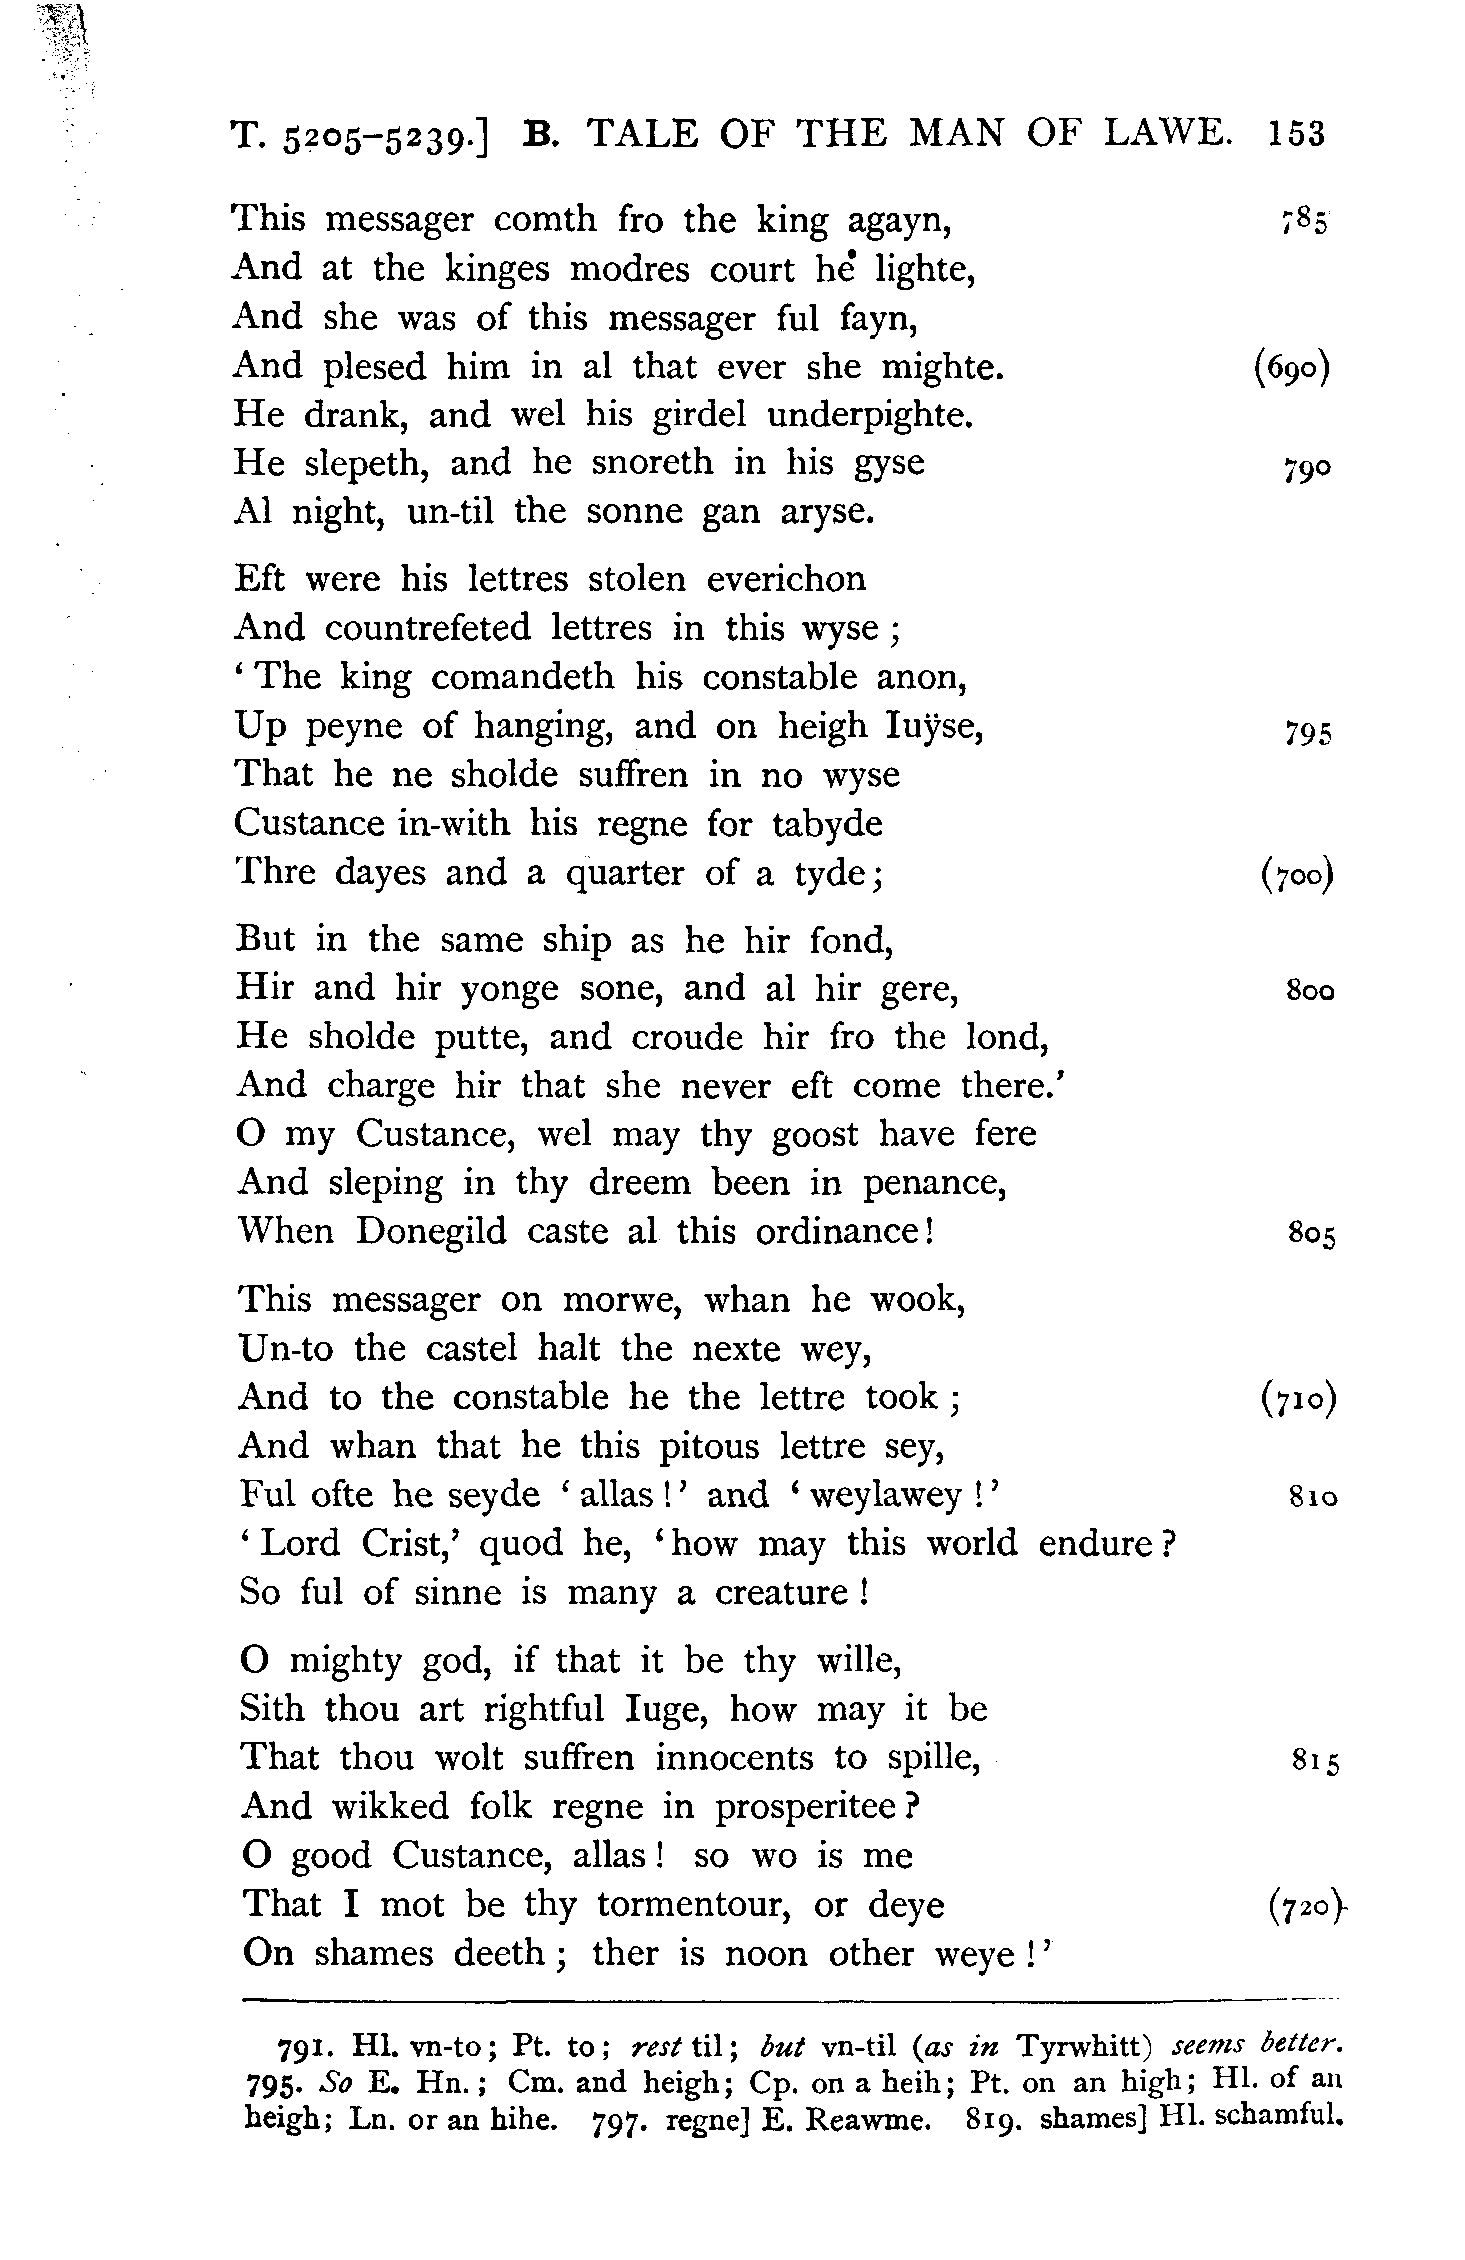 T. 5205–5239.] B. TALE OF THE MAN OF LAWE. 153
This messager comth fro the king agayn, 785
And at the kinges modres court he lighte,
And she was of this messager ful fayn,
And plesed him in al that ever she mighte. (690)
He drank, and wel his girdel underpighte.
He slepeth, and he snoreth in his gyse 790
Al night, un-til the sonne gan aryse.
Eft were his lettres stolen everichon
And countrefeted lettres in this wyse ;
‘ The king comandeth his constable anon,
Up peyne of hanging, and on heigh Iuÿse, 795
That he ne sholde suffren in no wyse
Custance in-with his regne for tabyde
Thre dayes and a quarter of a tyde ; (700)
But in the same ship as he hir fond,
Hir and hir yonge sone, and al hir gere, 800
He sholde putte, and croude hir fro the lond,
And charge hir that she never eft come there.’
O my Custance, wel may thy goost have fere
And sleping in thy dreem been in penance,
When Donegild caste al this ordinance! 805
This messager on morwe, whan he wook,
Un-to the castel halt the nexte wey,
And to the constable he the lettre took ; (710)
And whan that he this pitous lettre sey,
Ful ofte he seyde ‘ allas !’ and ‘ weylawey !’ 810
‘ Lord Crist,’ quod he, ‘ how may this world endure ?
So ful of sinne is many a creature !
O mighty god, if that it be thy wille,
Sith thou art rightful Iuge, how may it be
That thou wolt suffren innocents to spille, 815
And wikked folk regne in prosperitee ?
O good Custance, allas ! so wo is me
That I mot be thy tormentour, or deye (720)
On shames deeth ; ther is noon other weye !’
791. Hl. vn-to ; Pt. to ; rest til ; but vn-til (as in Tyrwhitt) seems better.
795. So E. Hn. ; Cm. and heigh ; Cp. on a heih ; Pt. on an high ; Hl. of an
heigh ; Ln. or an hihe. 797. regne] E. Reawme. 819. shames] Hl. schamful.